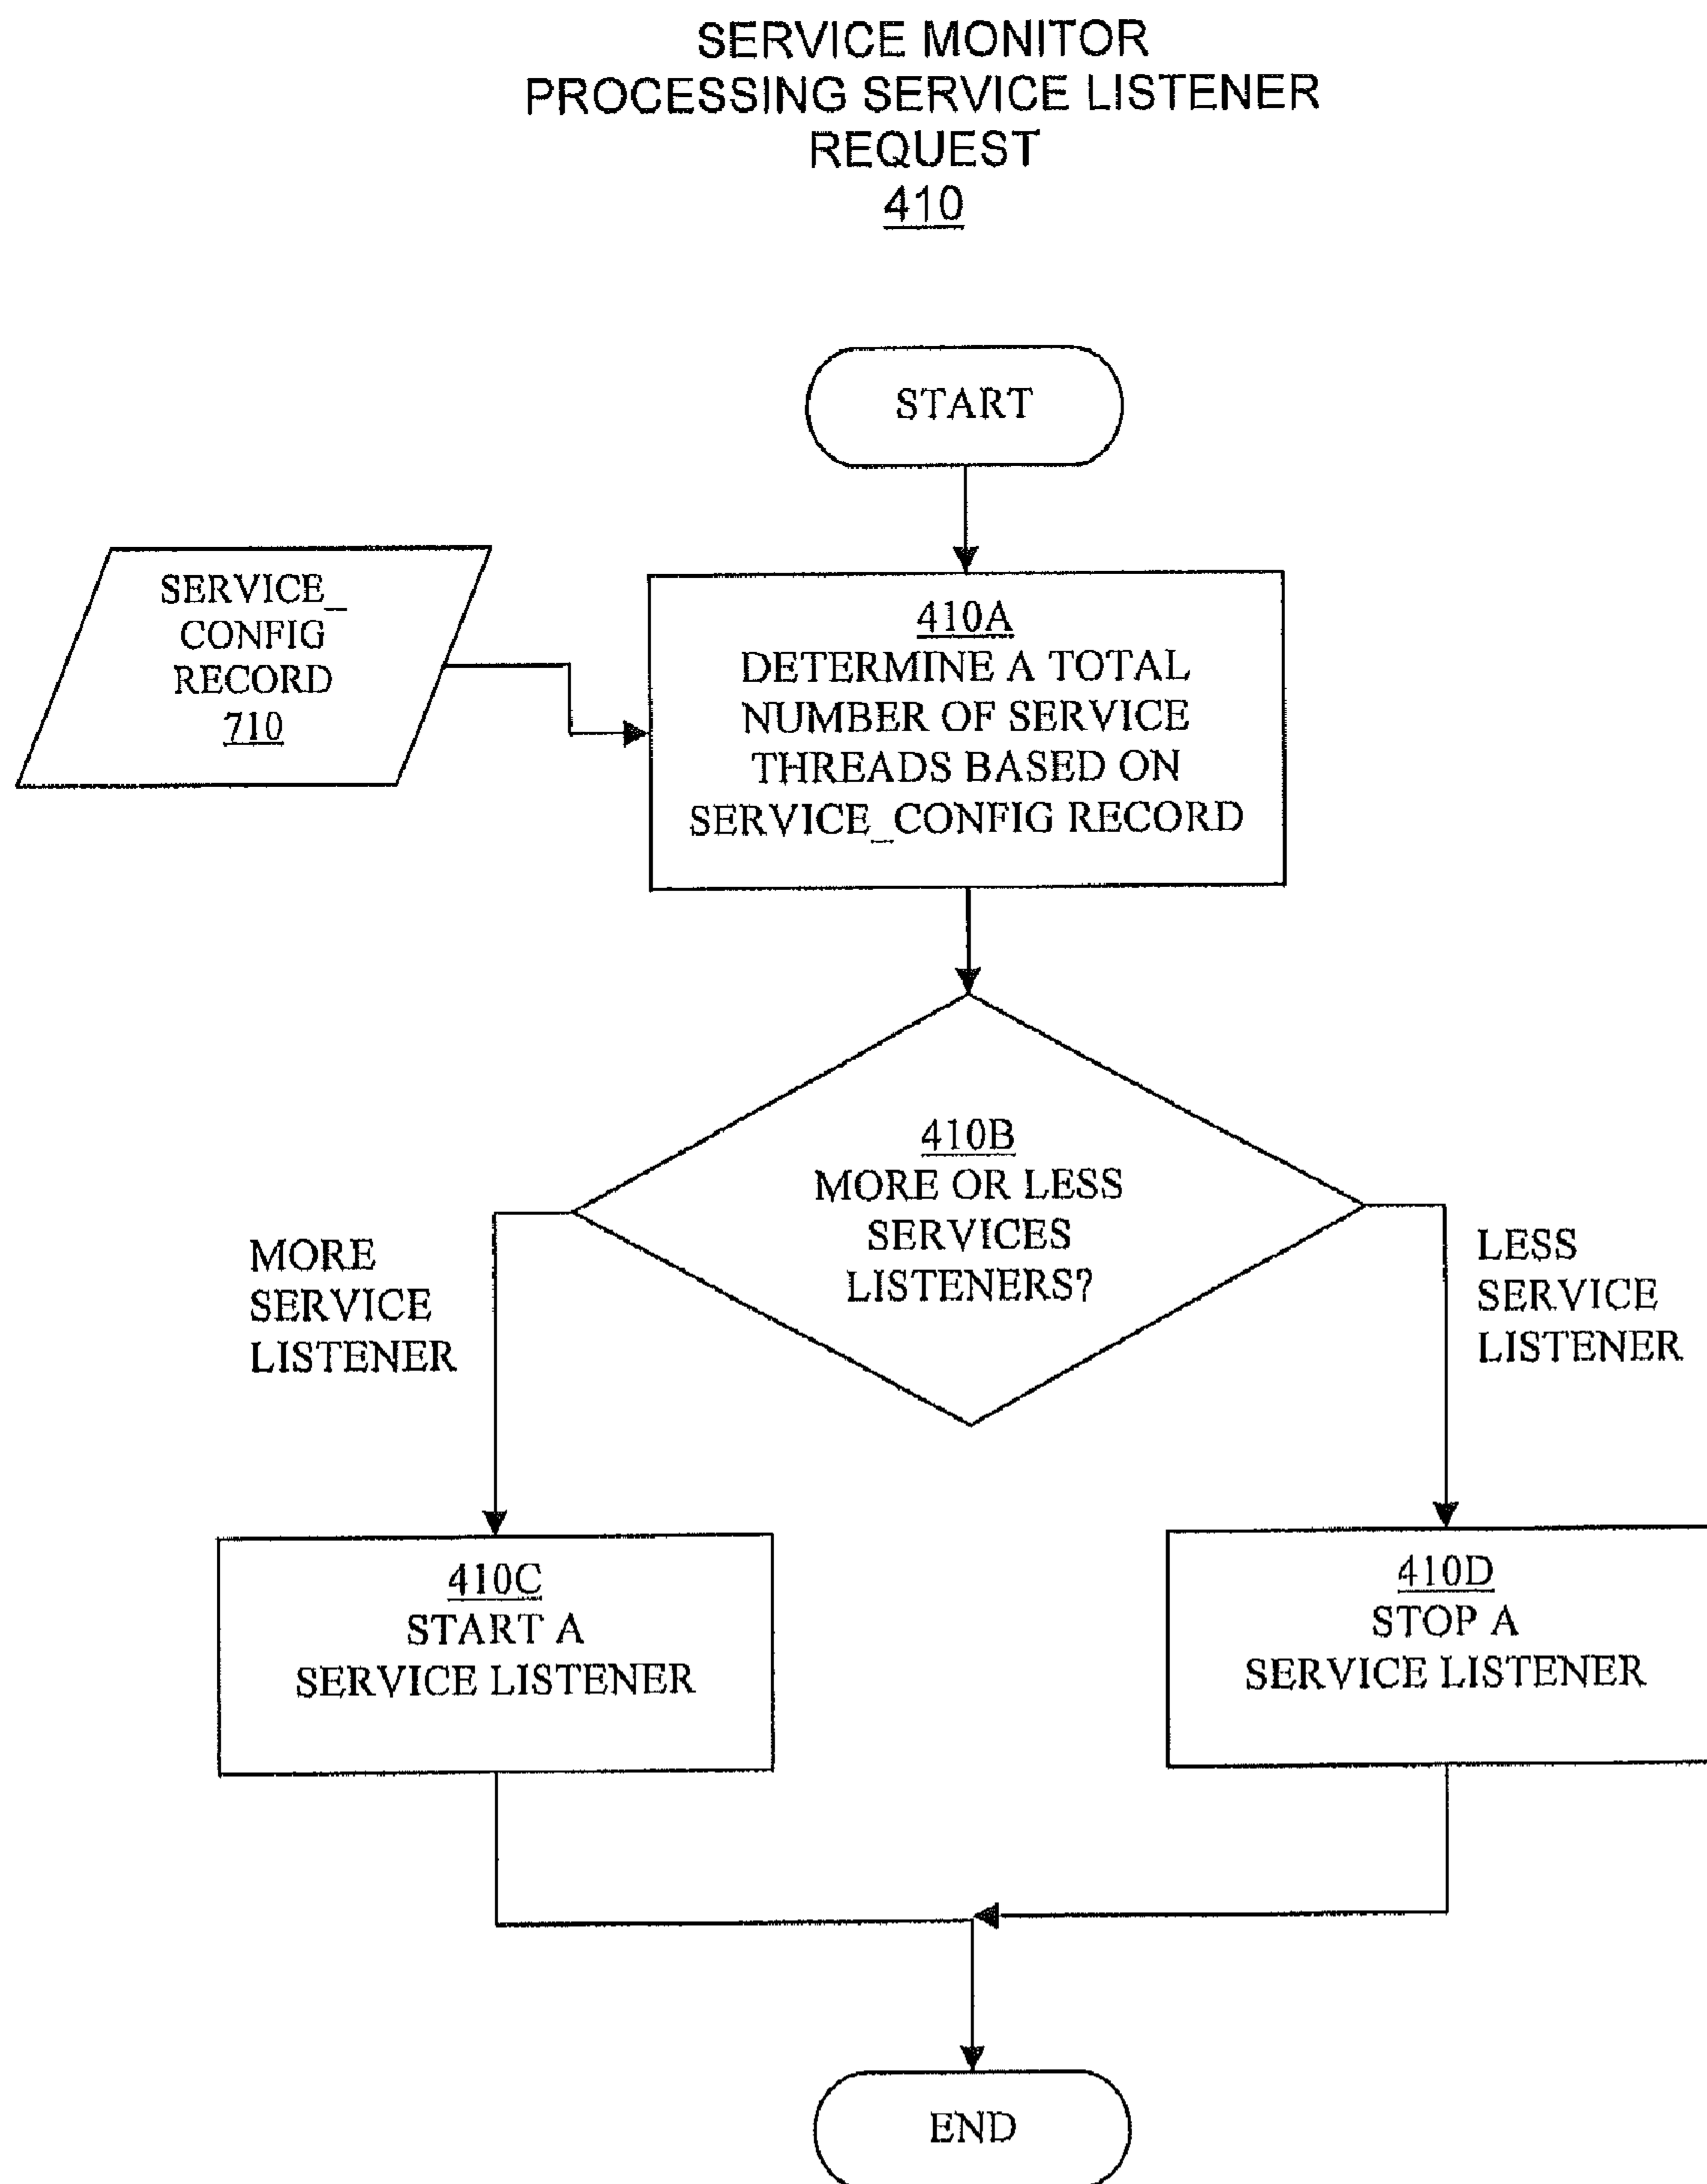 SERVICE MONITOR
PROCESSING SERVICE LISTENER
REQUEST
410
START
SERVICE_
CONFIG
RECORD
710
410A
DETERMINE A TOTAL
NUMBER OF SERVICE
THREADS BASED ON
SERVICE_CONFIG RECORD
410B
MORE OR LESS
SERVICES
LISTENERS?
MORE
SERVICE
LISTENER
LESS
SERVICE
LISTENER
410C
START A
SERVICE LISTENER
410D
STOP A
SERVICE LISTENER
END